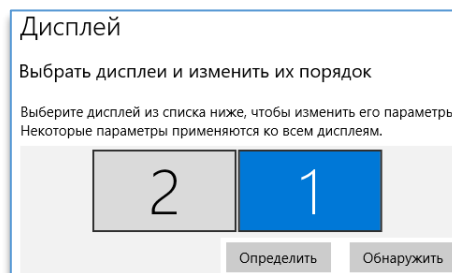 Дисплей
Выбрать дисплеи и изменить их порядок
Выберите дисплей из списка ниже, чтобы изменить его параметры
Некоторые параметры применяются ко всем дисплеям.
2 1
Определить Обнаружить